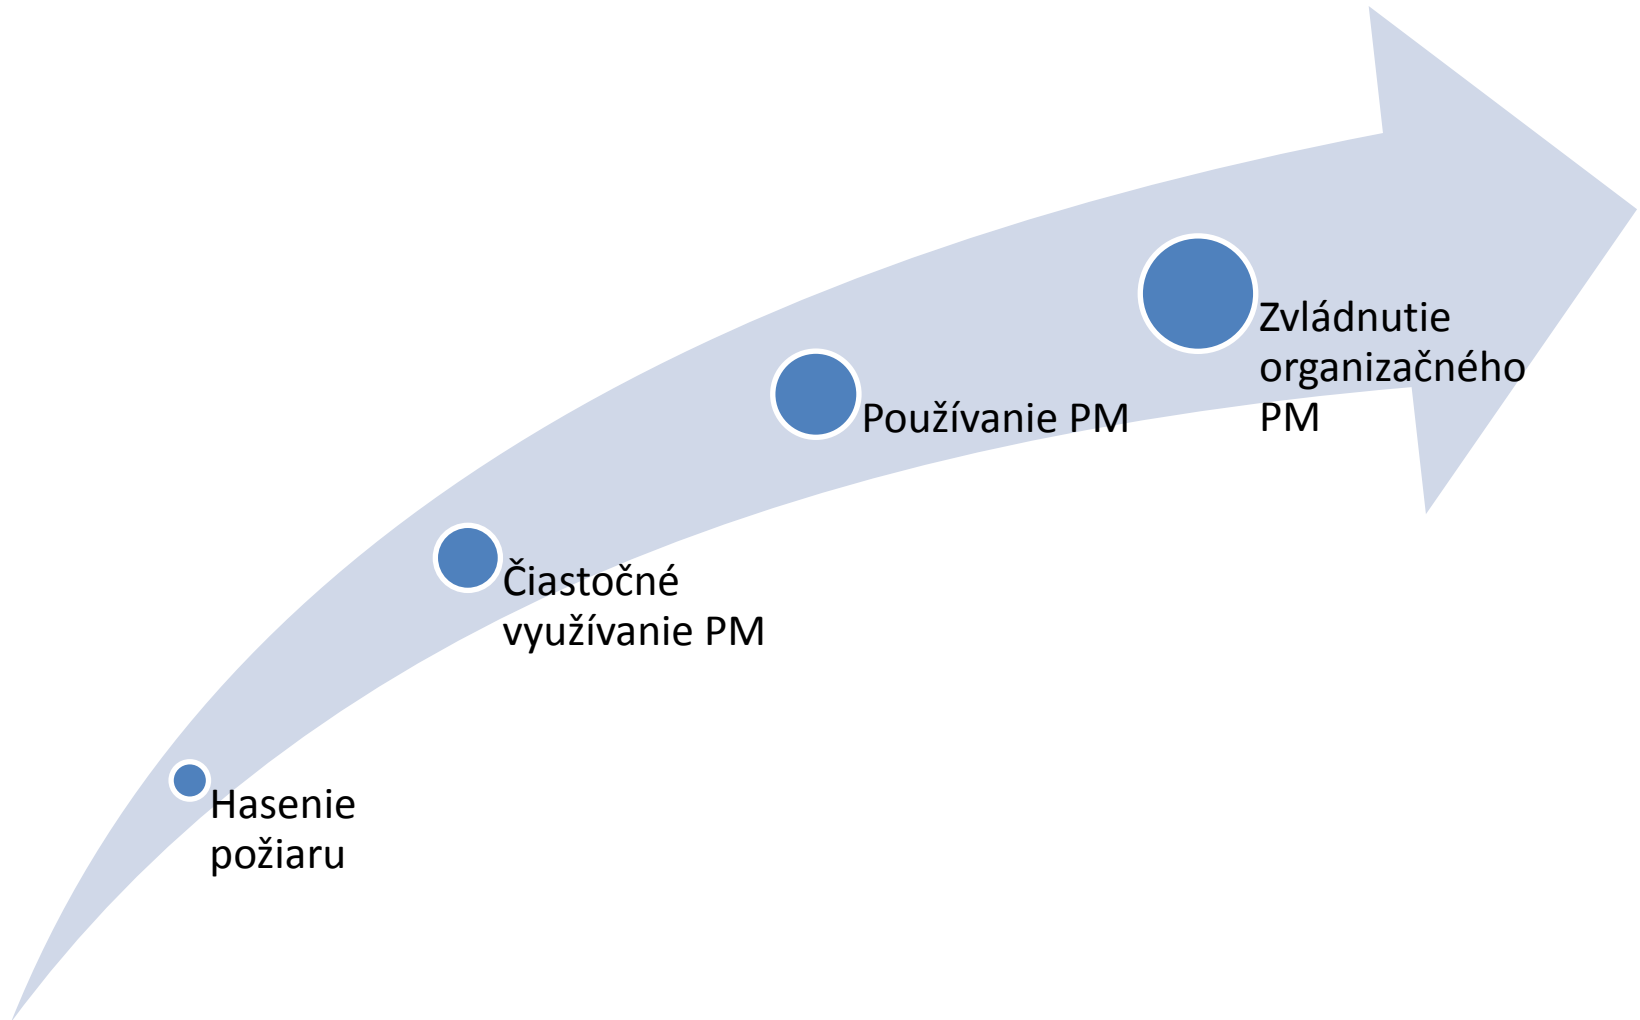 Zvládnutie
organizačného
PM
Používanie PM
Čiastočné
využívanie PM
Hasenie
požiaru